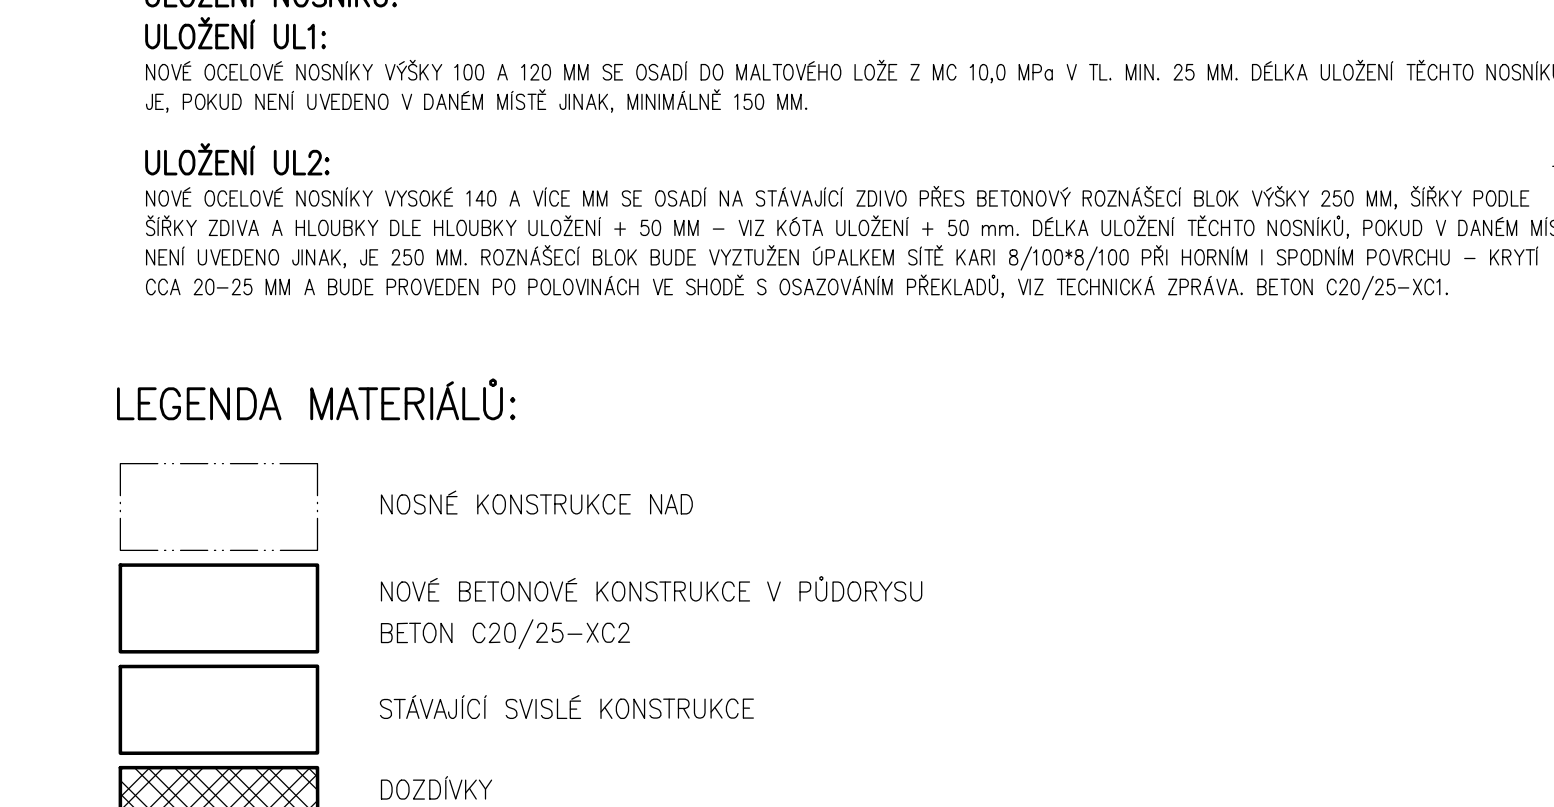 ULOŽENÍ NOSNÍKŮ:
ULOŽENÍ UL1:
NOVÉ OCELOVÉ NOSNÍKY VÝŠKY 100 A 120 MM SE OSADÍ DO MALTOVÉHO LOŽE Z MC 10,0 MPa V TL. MIN. 25 MM. DÉLKA ULOŽENÍ TĚCHTO
JE, POKUD NENÍ UVEDENO V DANÉM MÍSTĚ JINAK, MINIMÁLNĚ 150 MM.
ULOŽENÍ UL2:
NOVÉ OCELOVÉ NOSNÍKY VYSOKÉ 140 A VÍCE MM SE OSADÍ NA STÁVAJÍCÍ ZDIVO PŘES BETONOVÝ ROZNÁŠECÍ BLOK VÝŠKY 250 MM, ŠÍŘKY PODLE
ŠÍŘKY ZDIVA A HLOUBKY DLE HLOUBKY ULOŽENÍ + 50 MM – VIZ KÓTA ULOŽENÍ + 50 mm. DÉLKA ULOŽENÍ TĚCHTO NOSNÍKŮ, POKUD V DANÉM
NENÍ UVEDENO JINAK, JE 250 MM. ROZNÁŠECÍ BLOK BUDE VYZTUŽEN ÚPALKEM SÍTĚ KARI 8/100*8/100 PŘI HORNÍM I SPODNÍM POVRCHU – KRYTÍ
CCA 20–25 MM A BUDE PROVEDEN PO POLOVINÁCH VE SHODĚ S OSAZOVÁNÍM PŘEKLADŮ, VIZ TECHNICKÁ ZPRÁVA. BETON C20/25–XC1.
LEGENDA MATERIÁLŮ:
NOSNÉ KONSTRUKCE NAD
NOVÉ BETONOVÉ KONSTRUKCE V PŮDORYSU
BETON C20/25–XC2
STÁVAJÍCÍ SVISLÉ KONSTRUKCE
DOZDÍVKY